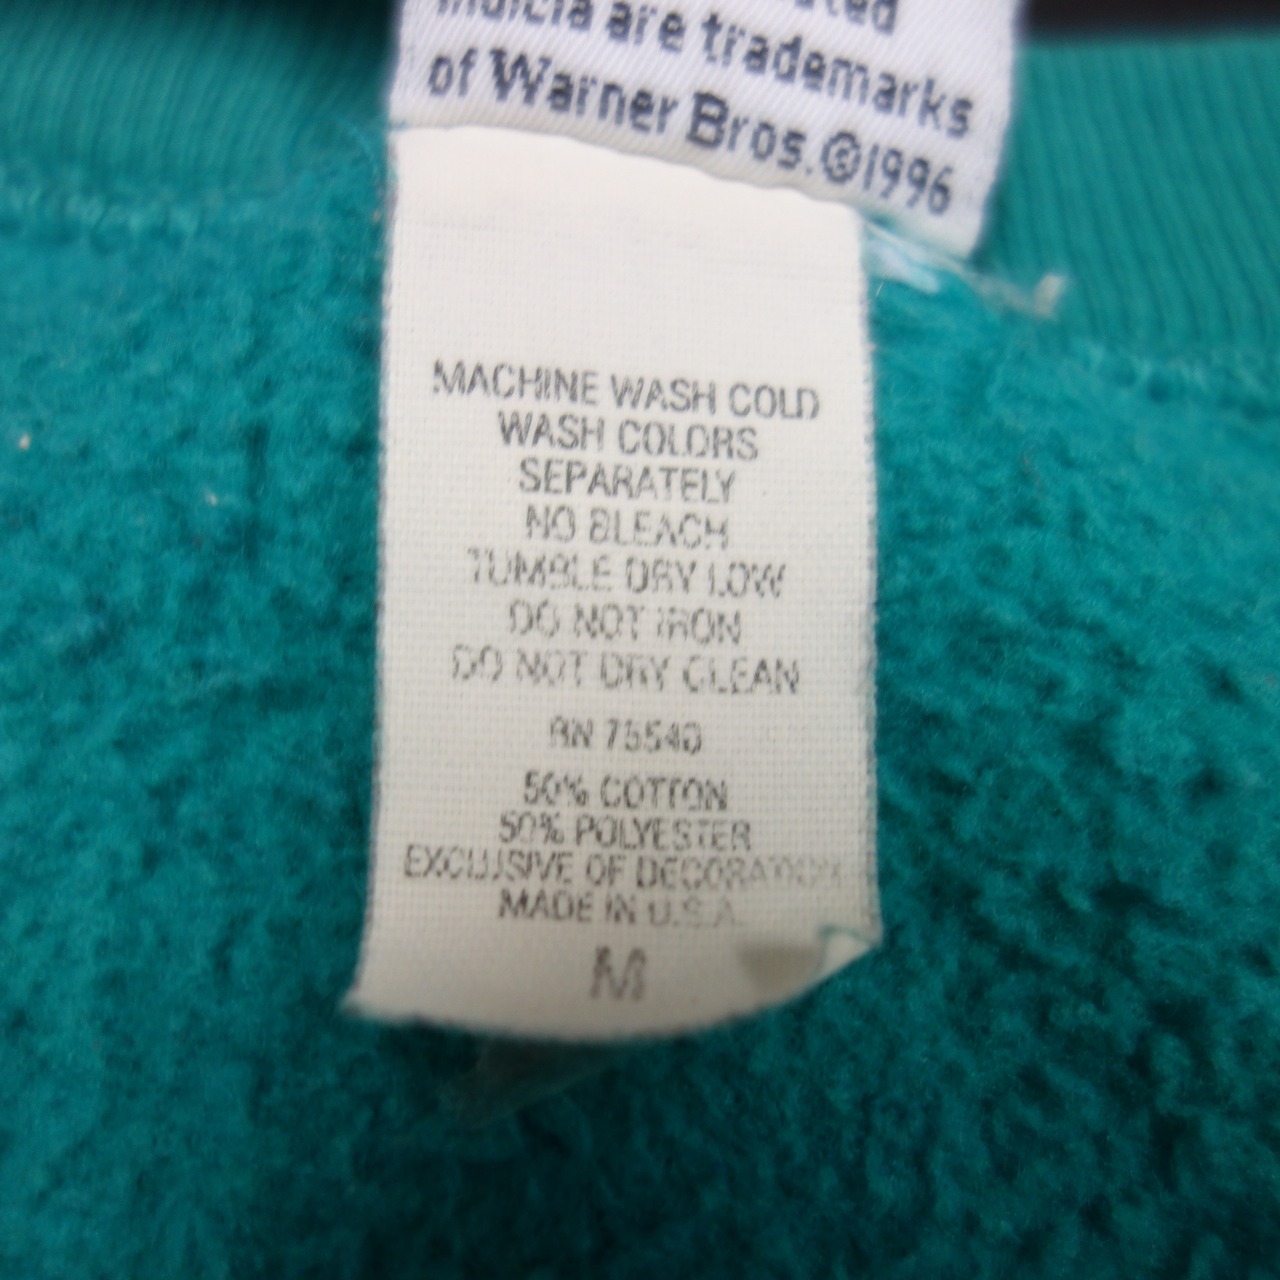 indicia are trademarks
of Warner Bros. ©1996
MACHINE WASH COLD
WASH COLORS
SEPARATELY
NO BLEACH
TUMBLE DRY LOW
DO NOT IRON
DO NOT DRY CLEAN
RN 75540
50% COTTON
50% POLYESTER
EXCLUSIVE OF DECORATION
MADE IN U.S.A.
M